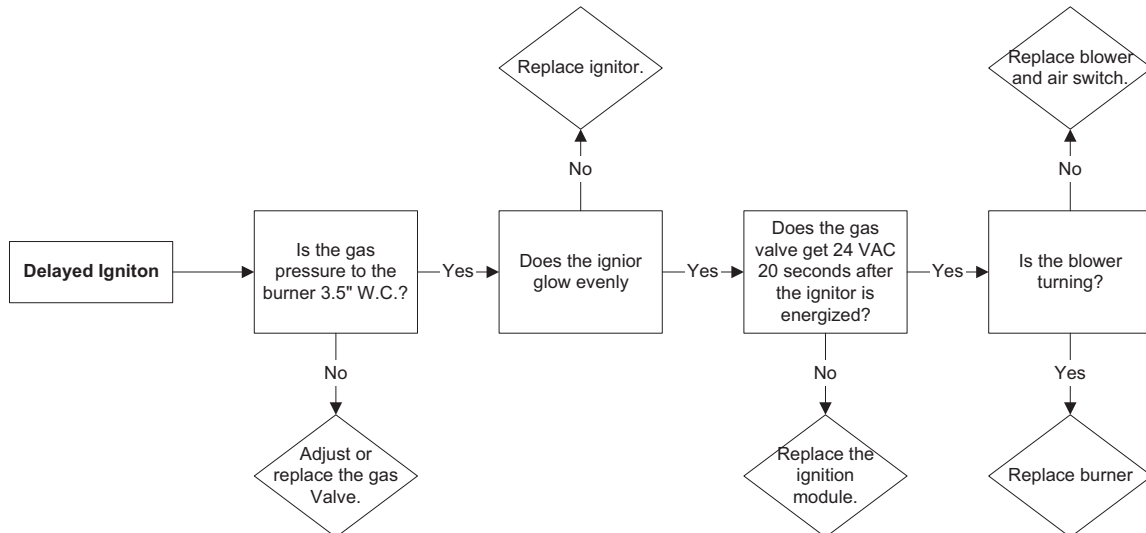 Replace ignitor.
Replace blower
and air switch.
No
No
Delayed Igniton
Is the gas
pressure to the
burner 3.5" W.C.?
Yes
Does the ignior
glow evenly
Yes
Does the gas
valve get 24 VAC
20 seconds after
the ignitor is
energized?
Yes
Is the blower
turning?
No
No
Yes
Adjust or
replace the gas
Valve.
Replace the
ignition
module.
Replace burner